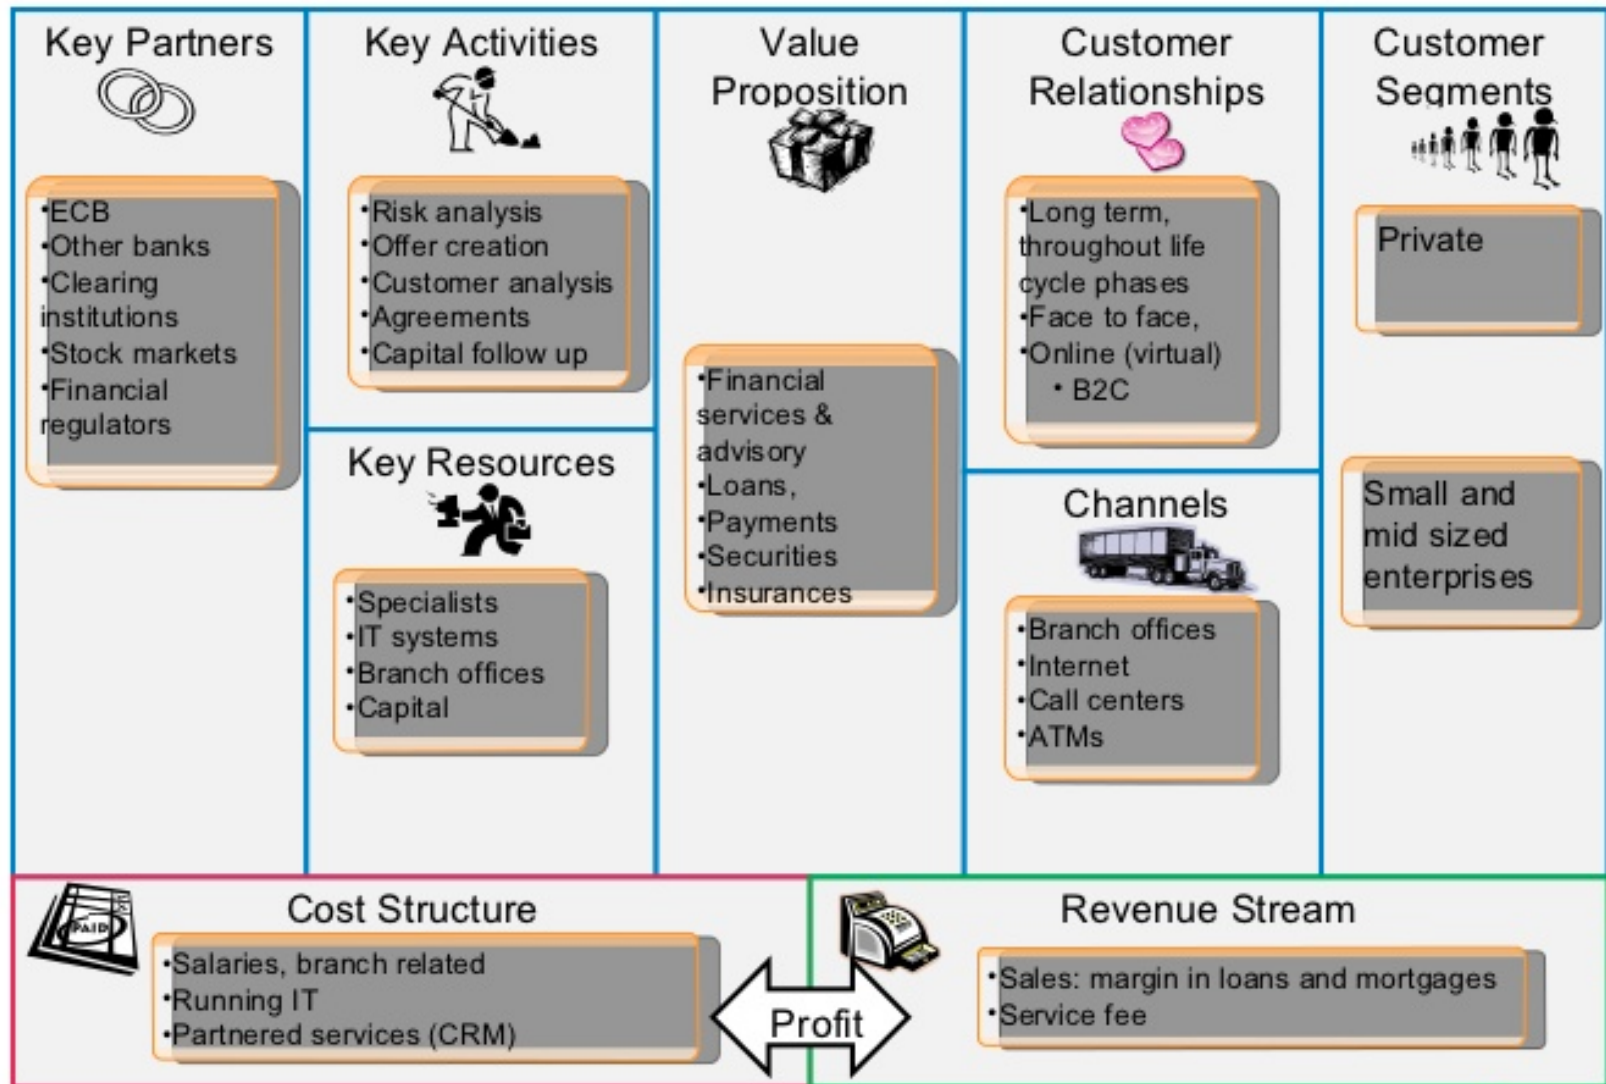 Key Partners
•ECB
•Other banks
•Clearing
institutions
•Stock markets
•Financial
regulators
Key Activities
•Risk analysis
•Offer creation
•Customer analysis
•Agreements
•Capital follow up
Key Resources
•Specialists
•IT systems
•Branch offices
•Capital
Value
Proposition
•Financial
services &
advisory
•Loans,
•Payments
•Securities
•Insurances
Customer
Relationships
•Long term,
throughout life
cycle phases
•Face to face,
•Online (virtual)
• B2C
Channels
•Branch offices
•Internet
•Call centers
•ATMs
Customer
Segments
Private
Small and
mid sized
enterprises
PAID
Cost Structure
•Salaries, branch related
•Running IT
•Partnered services (CRM)
Profit
Revenue Stream
•Sales: margin in loans and mortgages
•Service fee